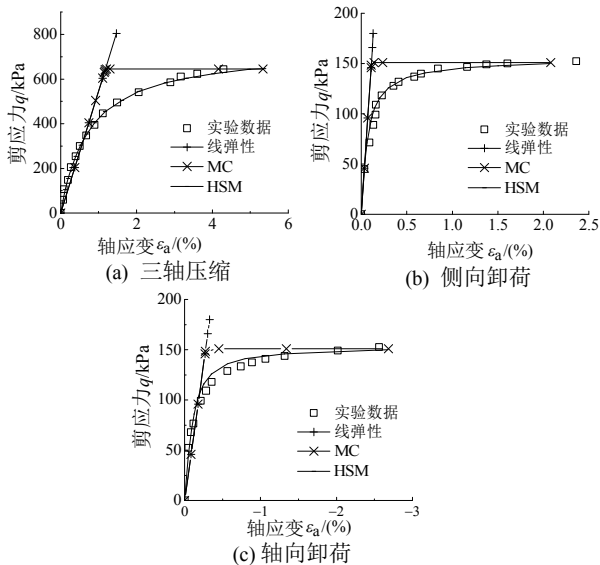 800
600
400
200
0
剪应力q/kPa
实验数据
线弹性
MC
HSM
0 2 4 6
轴应变εa/(%)
(a) 三轴压缩
200
150
100
50
0
剪应力q/kPa
实验数据
线弹性
MC
HSM
0.0 0.5 1.0 1.5 2.0 2.5
轴应变εa/(%)
(b) 侧向卸荷
200
150
100
50
0
剪应力q/kPa
实验数据
线弹性
MC
HSM
0 −1 −2 −3
轴应变εa/(%)
(c) 轴向卸荷